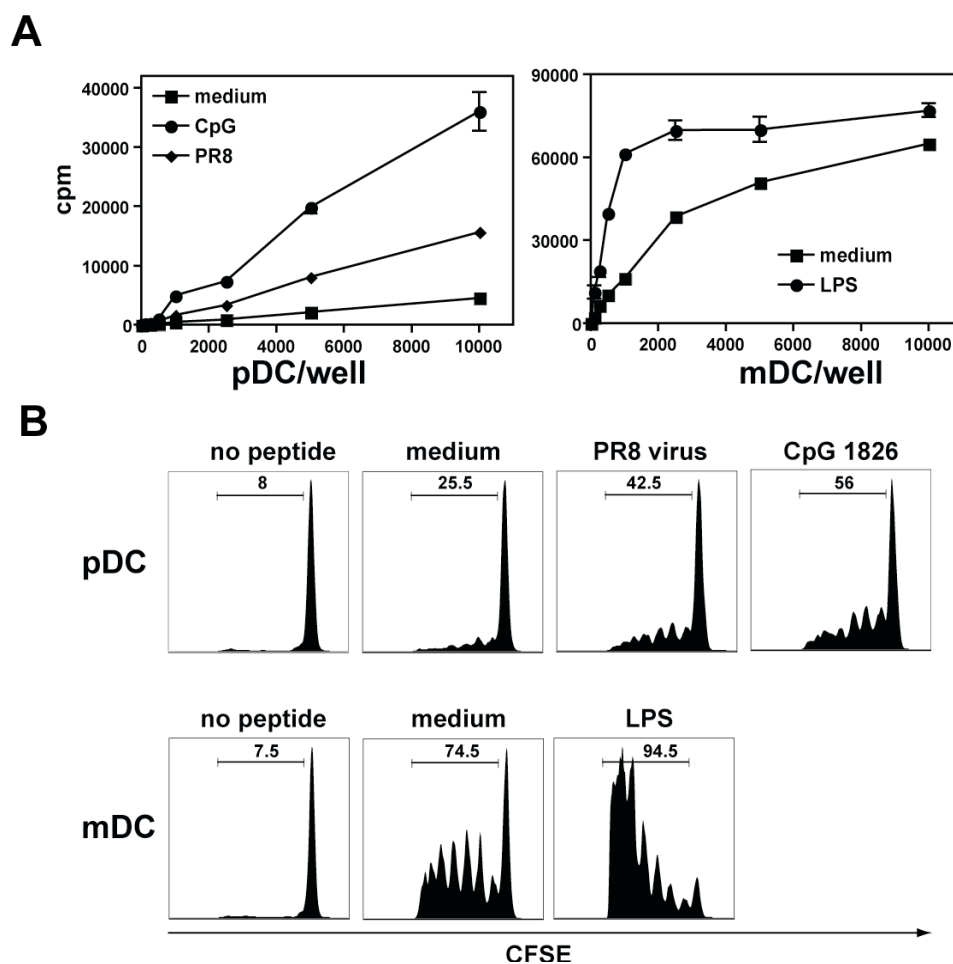 A
medium
CpG
PR8
cpm
40000
30000
20000
10000
0
0 2000 4000 6000 8000 10000
pDC/well
90000
60000
30000
0
medium
LPS
0 2000 4000 6000 8000 10000
mDC/well
B
no peptide medium PR8 virus CpG 1826
8 25.5 42.5 56
pDC
no peptide medium LPS
7.5 74.5 94.5
mDC
CFSE